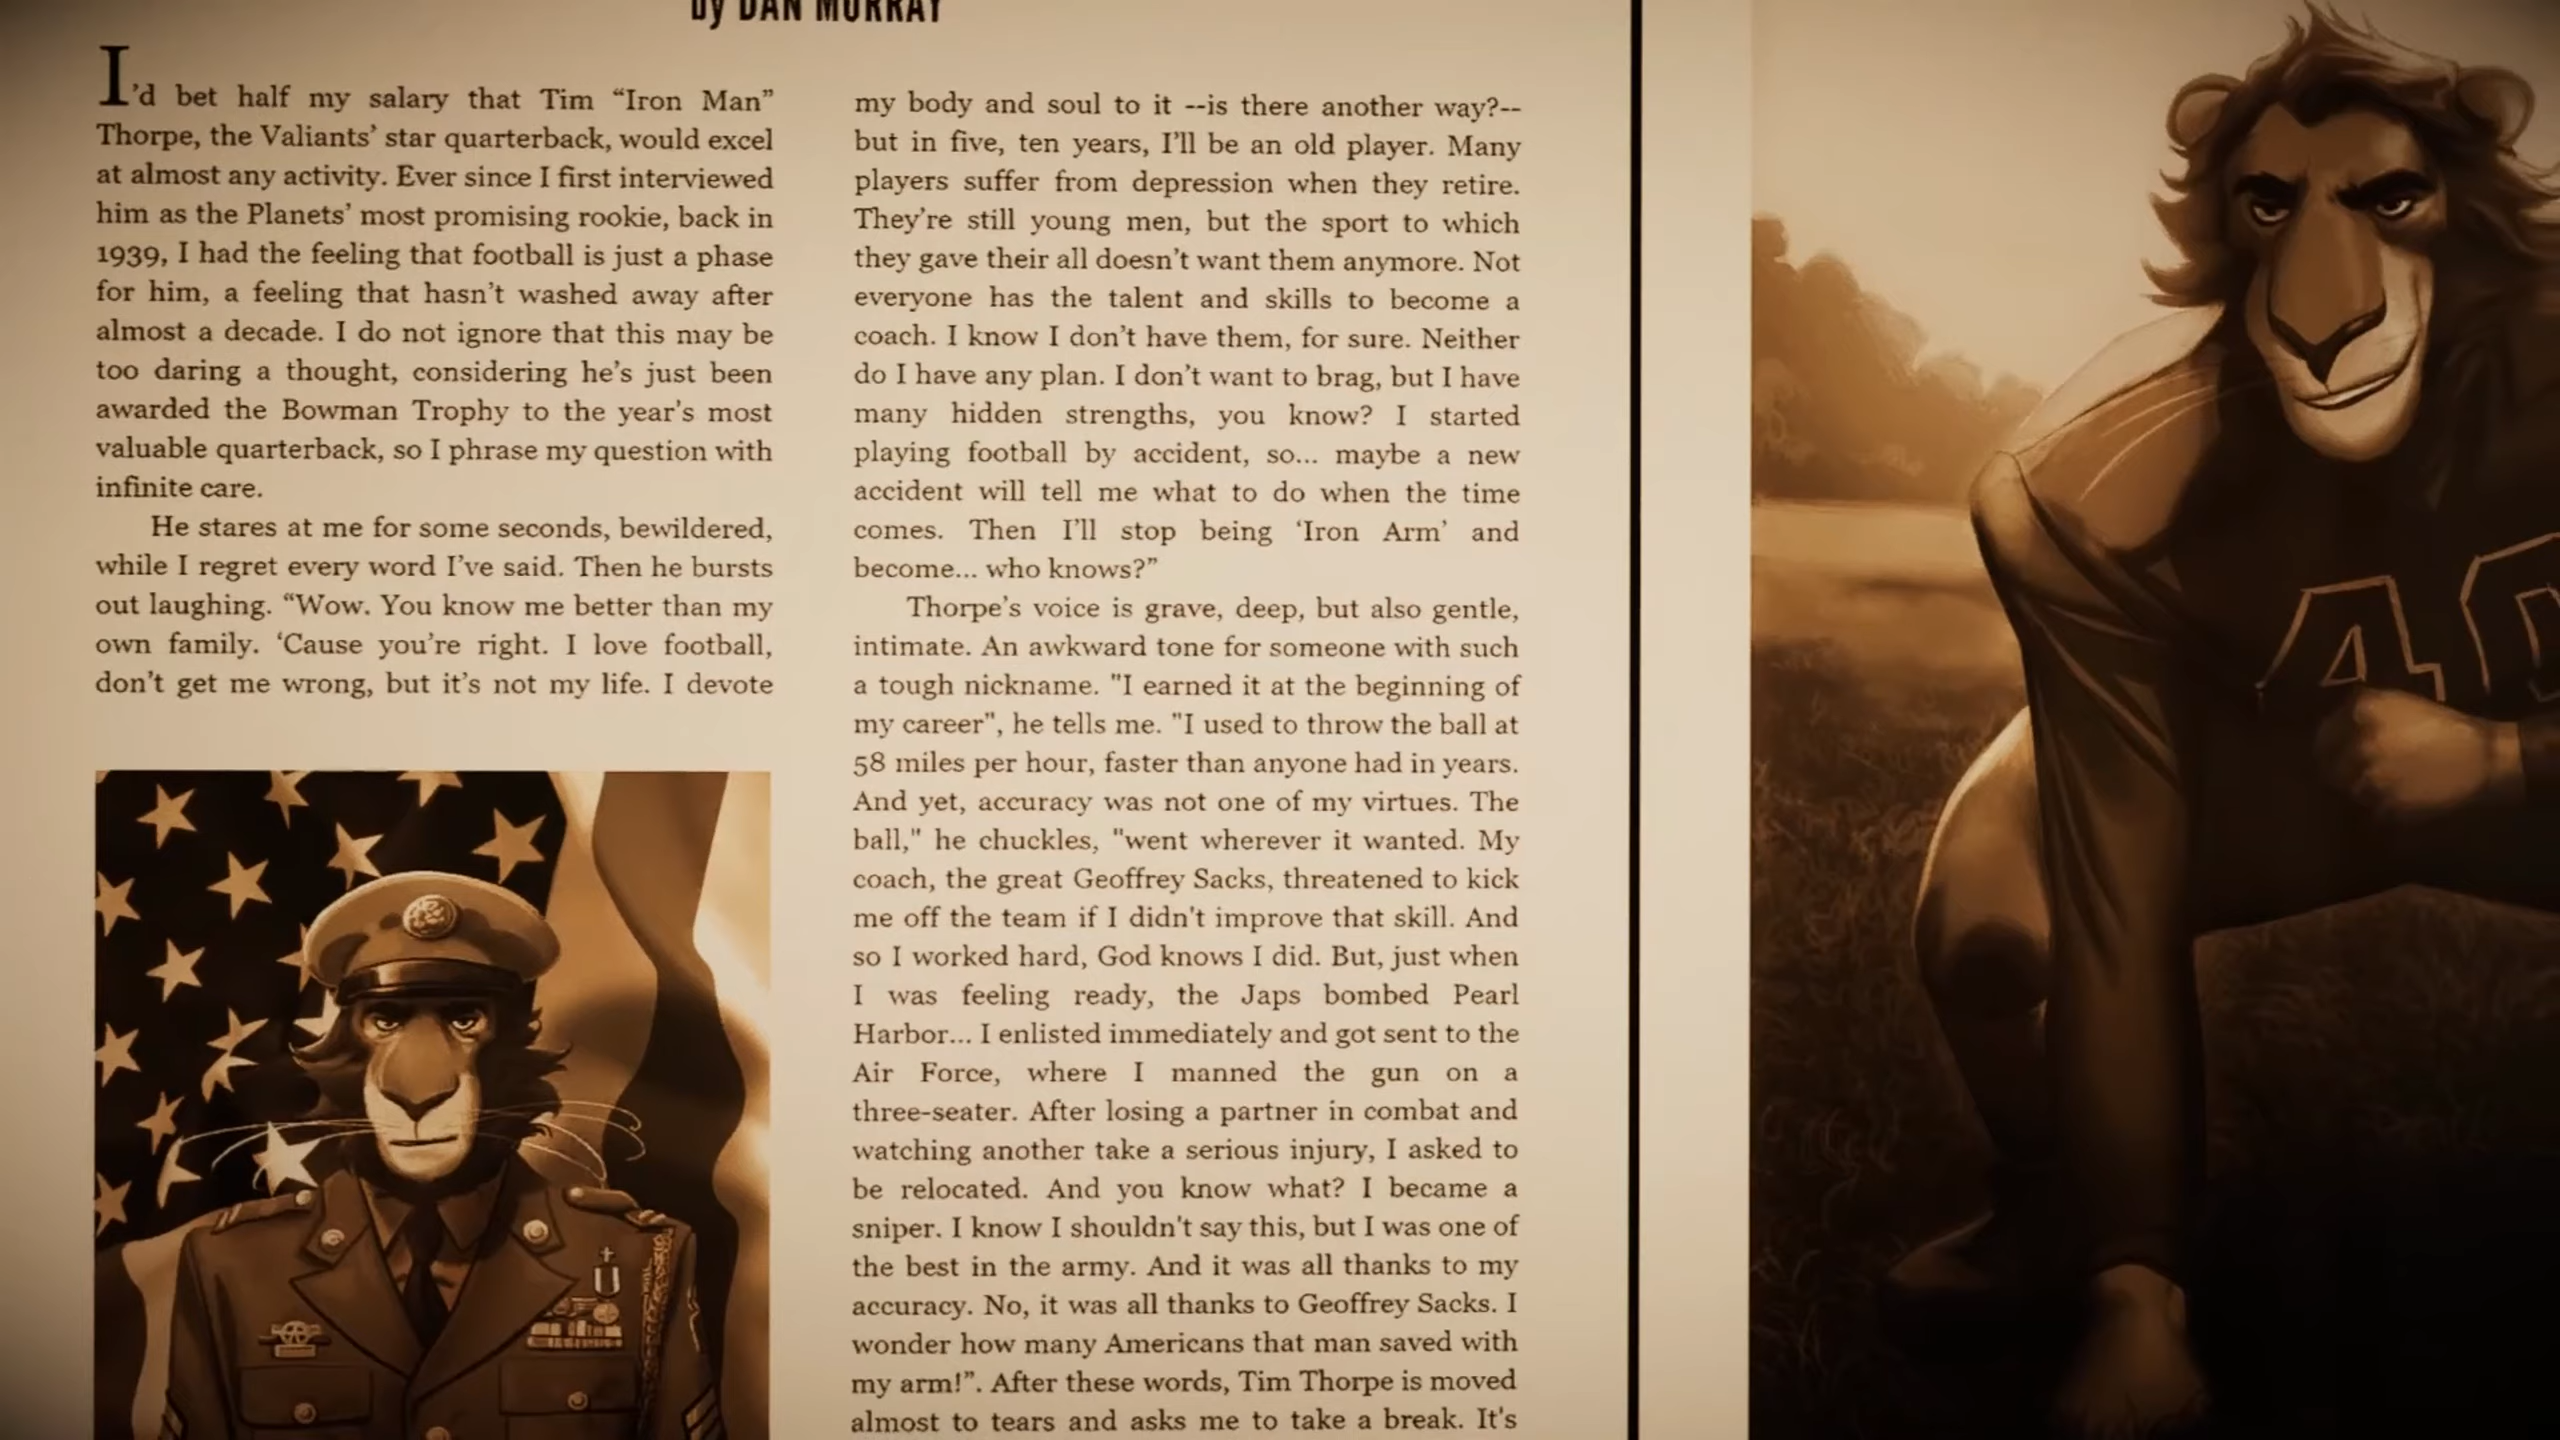 by DAN MURRAY
I'd bet half my salary that Tim “Iron Man”
Thorpe, the Valiants’ star quarterback, would excel
at almost any activity. Ever since I first interviewed
him as the Planets’ most promising rookie, back in
1939, I had the feeling that football is just a phase
for him, a feeling that hasn’t washed away after
almost a decade. I do not ignore that this may be
too daring a thought, considering he’s just been
awarded the Bowman Trophy to the year’s most
valuable quarterback, so I phrase my question with
infinite care.
He stares at me for some seconds, bewildered,
while I regret every word I’ve said. Then he bursts
out laughing. “Wow. You know me better than my
own family. ‘Cause you’re right. I love football,
don’t get me wrong, but it’s not my life. I devote
my body and soul to it --is there another way?--
but in five, ten years, I’ll be an old player. Many
players suffer from depression when they retire.
They’re still young men, but the sport to which
they gave their all doesn’t want them anymore. Not
everyone has the talent and skills to become a
coach. I know I don’t have them, for sure. Neither
do I have any plan. I don’t want to brag, but I have
many hidden strengths, you know? I started
playing football by accident, so... maybe a new
accident will tell me what to do when the time
comes. Then I’ll stop being ‘Iron Arm’ and
become... who knows?”
Thorpe’s voice is grave, deep, but also gentle,
intimate. An awkward tone for someone with such
a tough nickname. "I earned it at the beginning of
my career", he tells me. "I used to throw the ball at
58 miles per hour, faster than anyone had in years.
And yet, accuracy was not one of my virtues. The
ball," he chuckles, "went wherever it wanted. My
coach, the great Geoffrey Sacks, threatened to kick
me off the team if I didn't improve that skill. And
so I worked hard, God knows I did. But, just when
I was feeling ready, the Japs bombed Pearl
Harbor... I enlisted immediately and got sent to the
Air Force, where I manned the gun on a
three-seater. After losing a partner in combat and
watching another take a serious injury, I asked to
be relocated. And you know what? I became a
sniper. I know I shouldn't say this, but I was one of
the best in the army. And it was all thanks to my
accuracy. No, it was all thanks to Geoffrey Sacks. I
wonder how many Americans that man saved with
my arm!”. After these words, Tim Thorpe is moved
almost to tears and asks me to take a break. It's
40